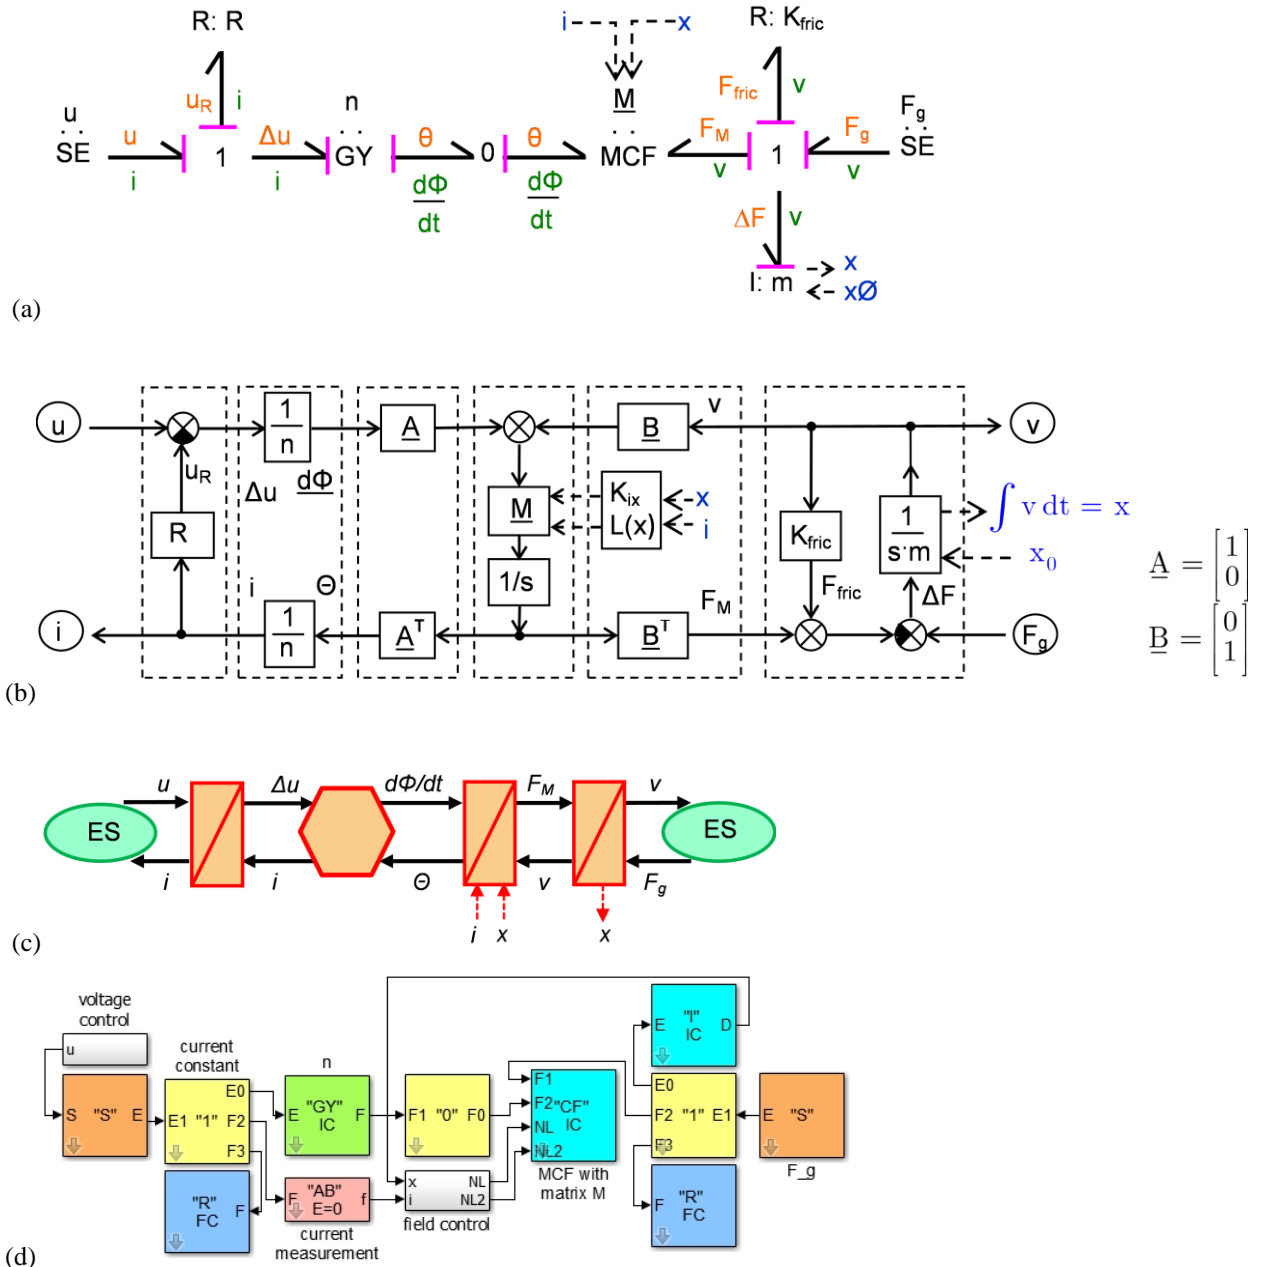 R: R
i
x
R: Kfric
uR
i
n
M
Ffric
v
u
Fg
SE
u
i
1
Δu
i
GY
θ
dΦ
dt
0
θ
dΦ
dt
MCF
FM
v
1
Fg
v
SE
ΔF
v
I: m
x
xØ
(a)
u
1
n
A
B
v
v
uR
Δu
dΦ
R
M
Kix
L(x)
x
i
Kfric
1
s·m
∫ v dt = x
x0
A = [1 0]
B = [0 1]
1/s
i
Θ
Ffric
ΔF
FM
i
1
n
Aᵀ
Bᵀ
Fg
(b)
u
Δu
dΦ/dt
FM
v
ES
ES
i
i
Θ
v
Fg
i
x
x
(c)
voltage
control
u
current
constant
n
E
"I"
IC
D
S
"S"
E
E1
"1"
E0
F2
F3
E
"GY"
IC
F
F1
"0"
F0
F1
F2
NL
NL2
"CF"
IC
E0
F2
F3
"1"
E1
E
"S"
F_g
MCF with
matrix M
"R"
FC
F
F
"AB"
E=0
f
current
measurement
x
i
NL
NL2
field control
F
"R"
FC
(d)